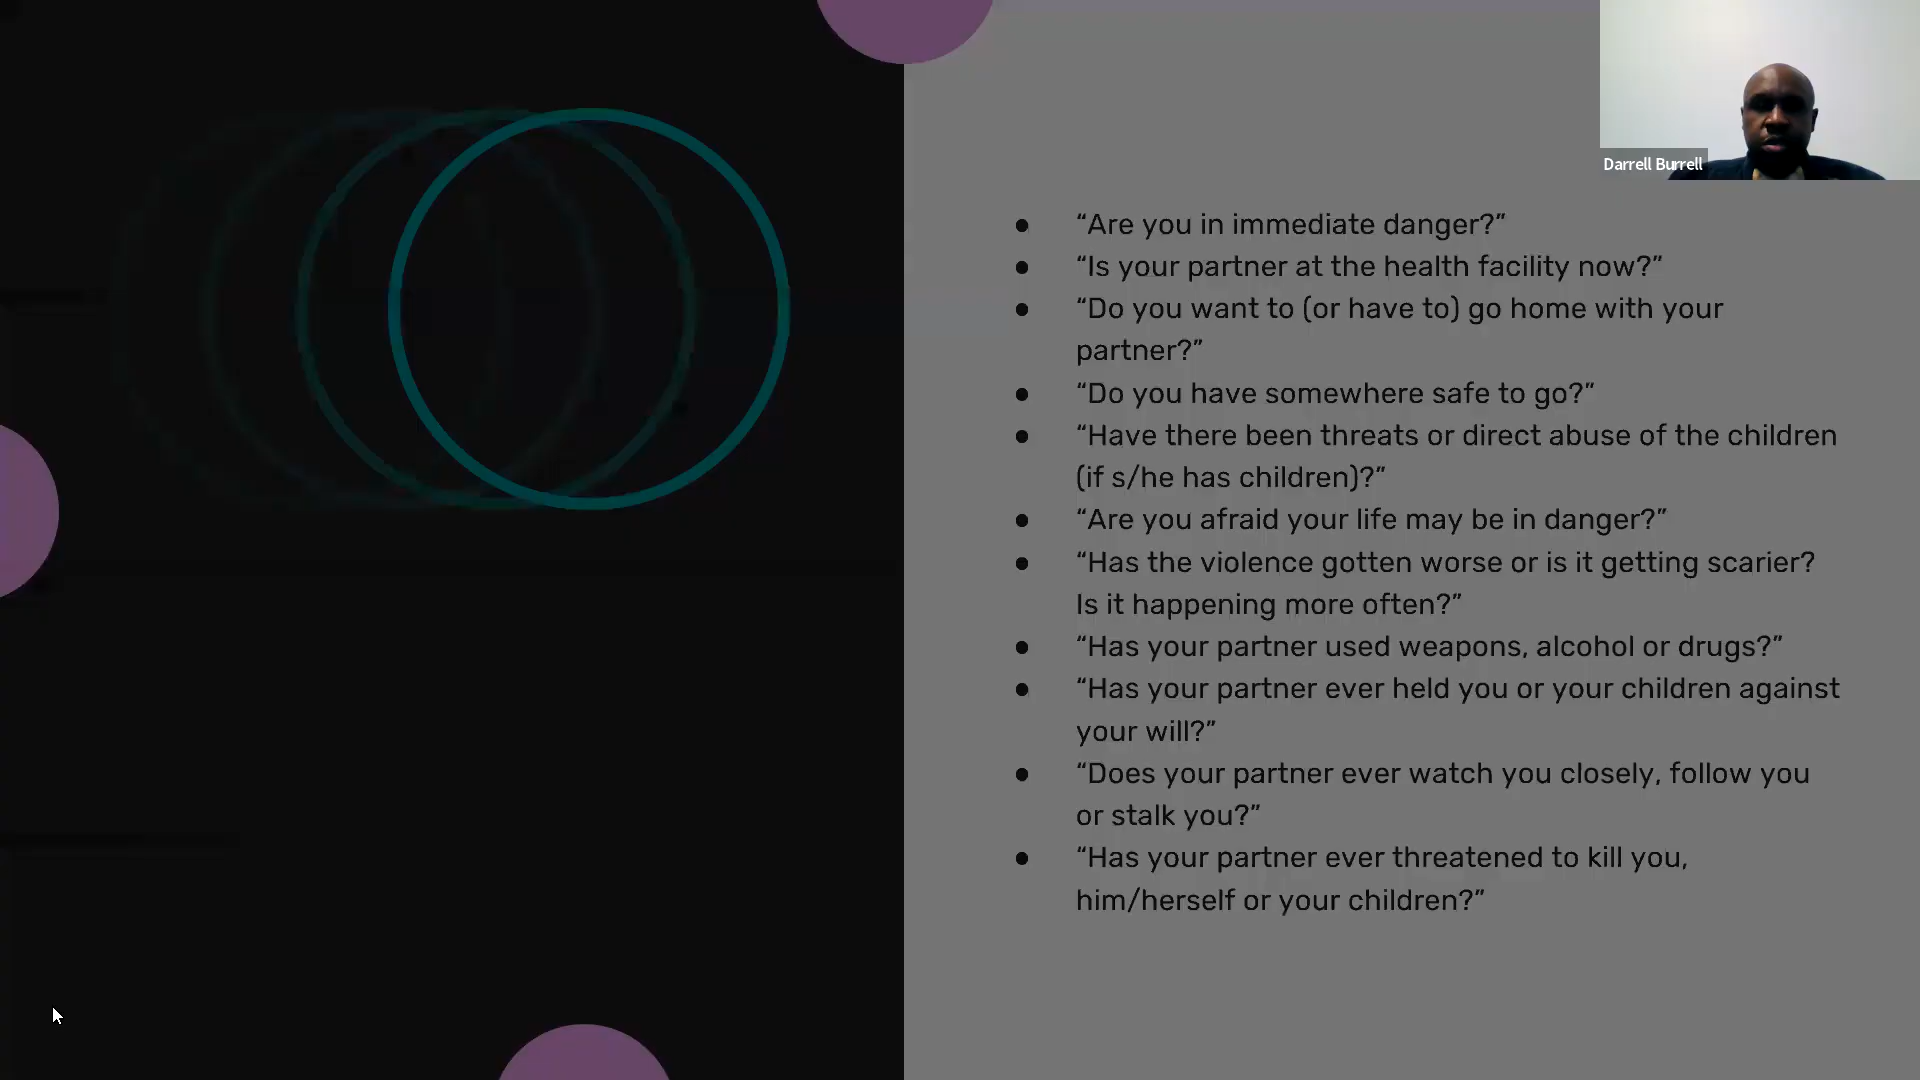 Darrell Burrell
● “Are you in immediate danger?”
● “Is your partner at the health facility now?”
● “Do you want to (or have to) go home with your
partner?”
● “Do you have somewhere safe to go?”
● “Have there been threats or direct abuse of the children
(if s/he has children)?”
● “Are you afraid your life may be in danger?”
● “Has the violence gotten worse or is it getting scarier?
Is it happening more often?”
● “Has your partner used weapons, alcohol or drugs?”
● “Has your partner ever held you or your children against
your will?”
● “Does your partner ever watch you closely, follow you
or stalk you?”
● “Has your partner ever threatened to kill you,
him/herself or your children?”